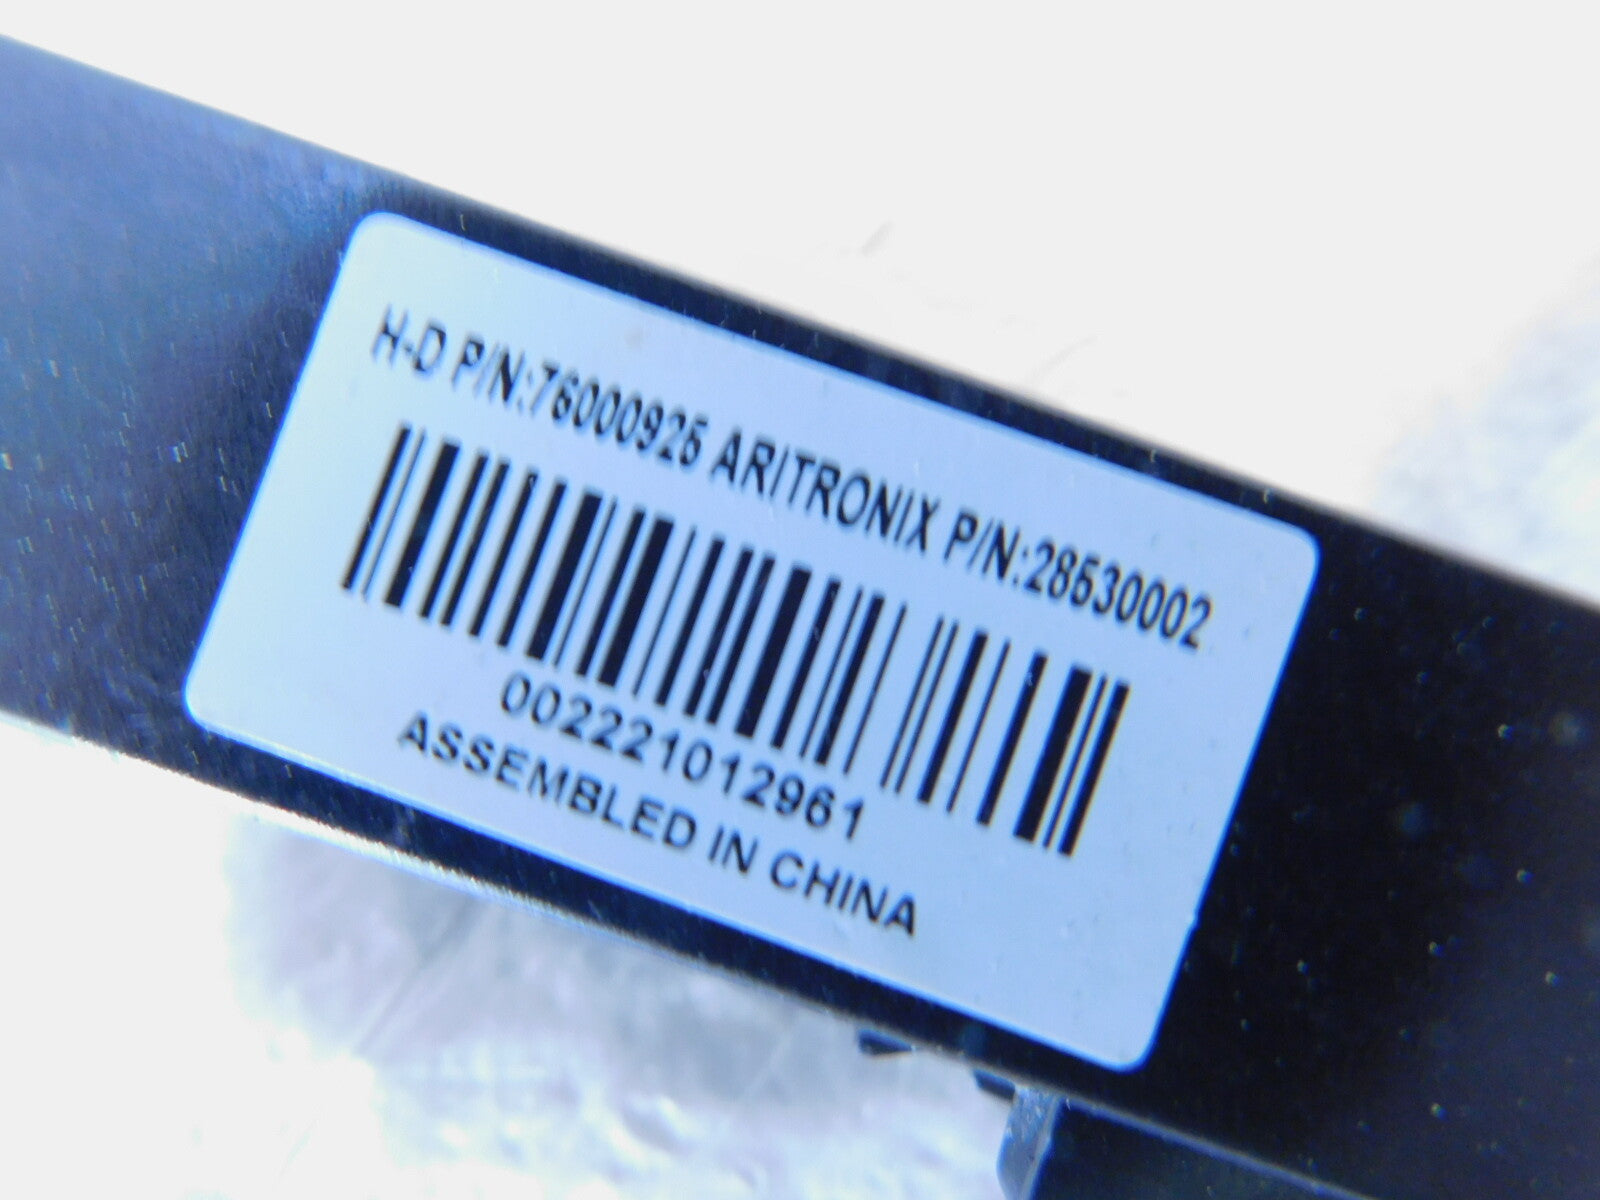 H-D P/N:76000925 ARITRONIX P/N:28530002
002221012961
ASSEMBLED IN CHINA